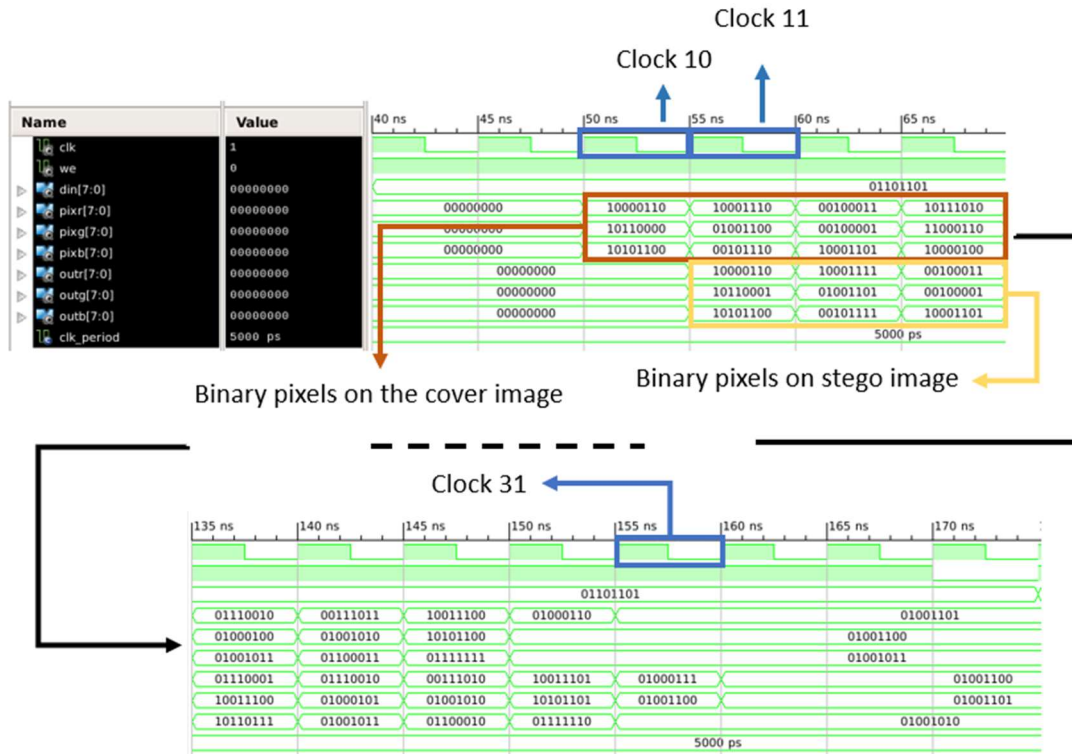 Clock 11
Clock 10
Name Value
40 ns 45 ns 50 ns 55 ns 60 ns 65 ns
clk 1
we 0
din[7:0] 00000000 01101101
pixr[7:0] 00000000 00000000 10000110 10001110 00100011 10111010
pixg[7:0] 00000000 00000000 10110000 01001100 00100001 11000110
pixb[7:0] 00000000 00000000 10101100 00101110 10001101 10000100
outr[7:0] 00000000 00000000 10000110 10001111 00100011
outg[7:0] 00000000 00000000 10110001 01001101 00100001
outb[7:0] 00000000 00000000 10101100 00101111 10001101
clk_period 5000 ps 5000 ps
Binary pixels on the cover image
Binary pixels on stego image
Clock 31
135 ns 140 ns 145 ns 150 ns 155 ns 160 ns 165 ns 170 ns
01101101
01110010 00111011 10011100 01000110 01001101
01000100 01001010 10101100 01001100
01001011 01100011 01111111 01001011
01110001 01110010 00111010 10011101 01000111 01001100
10011100 01000101 01001010 10101101 01001100 01001101
10110111 01001011 01100010 01111110 01001010
5000 ps